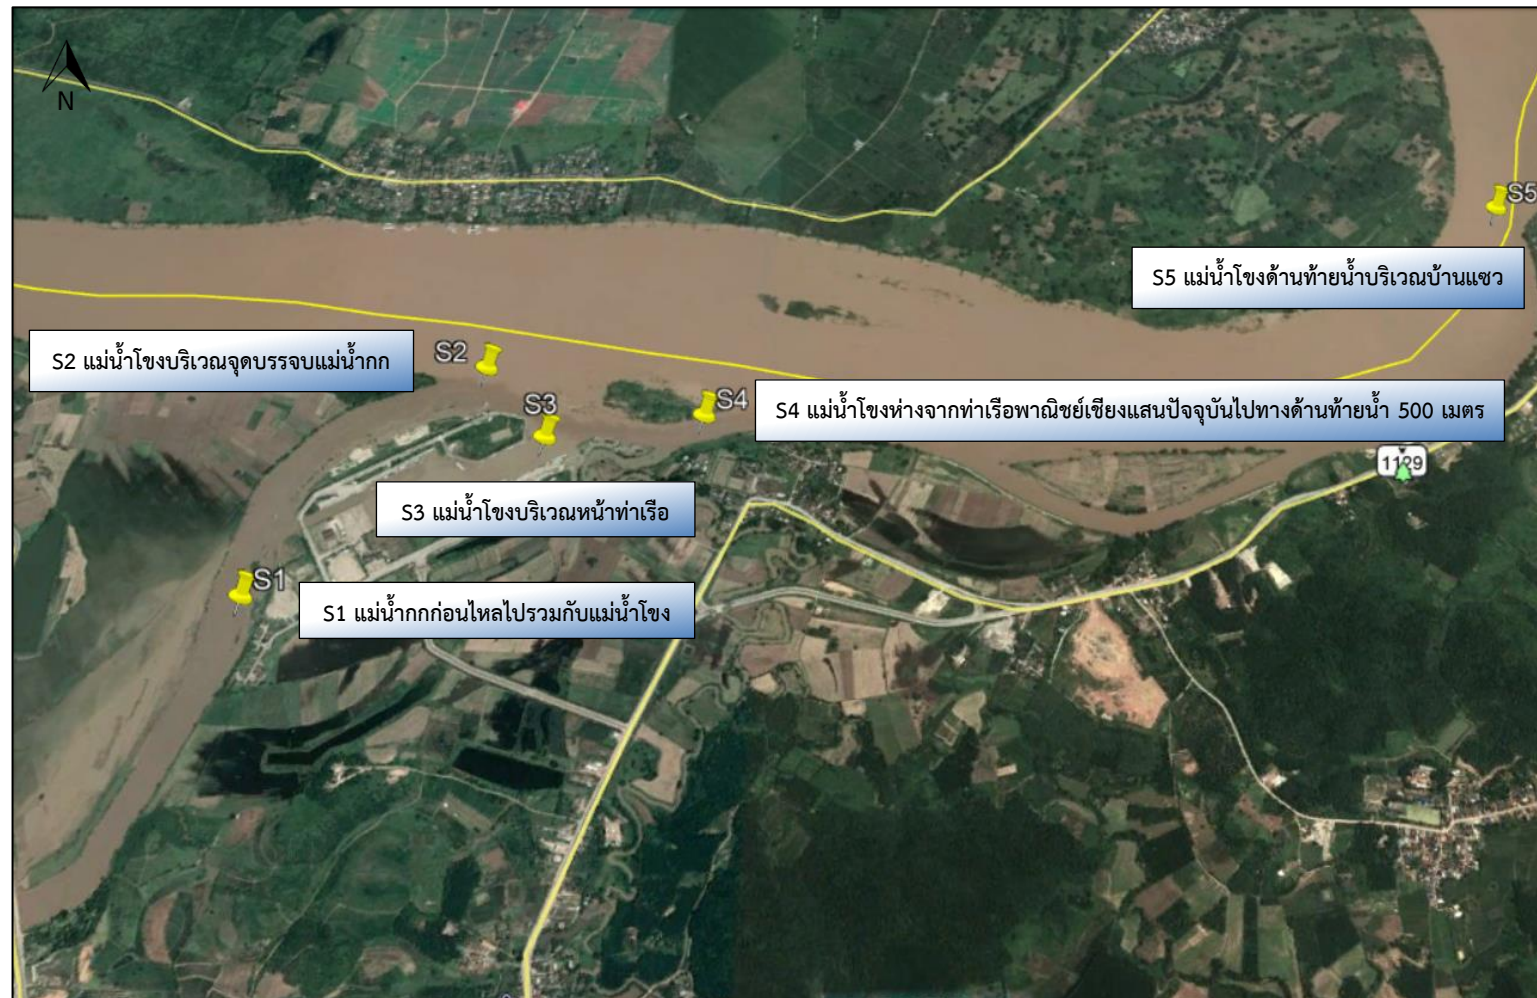 N
S5
S5 แม่น้ำโขงด้านท้ายน้ำบริเวณบ้านแซว
S2 แม่น้ำโขงบริเวณจุดบรรจบแม่น้ำกก
S2
S3
S4
S4 แม่น้ำโขงห่างจากท่าเรือพาณิชย์เชียงแสนปัจจุบันไปทางด้านท้ายน้ำ 500 เมตร
1129
S3 แม่น้ำโขงบริเวณหน้าท่าเรือ
S1
S1 แม่น้ำกกก่อนไหลไปรวมกับแม่น้ำโขง